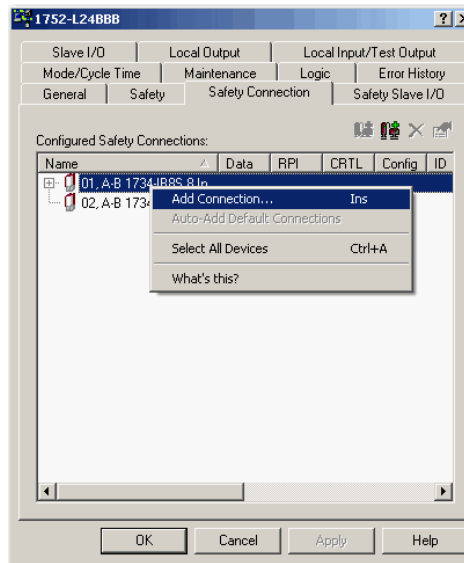 1752-L24BBB
Slave I/O Local Output Local Input/Test Output
Mode/Cycle Time Maintenance Logic Error History
General Safety Safety Connection Safety Slave I/O
Configured Safety Connections:
Name Data RPI CRTL Config ID
01, A-B 1734-IB8S 8 In
02, A-B 1734
Add Connection... Ins
Auto-Add Default Connections
Select All Devices Ctrl+A
What's this?
OK Cancel Apply Help